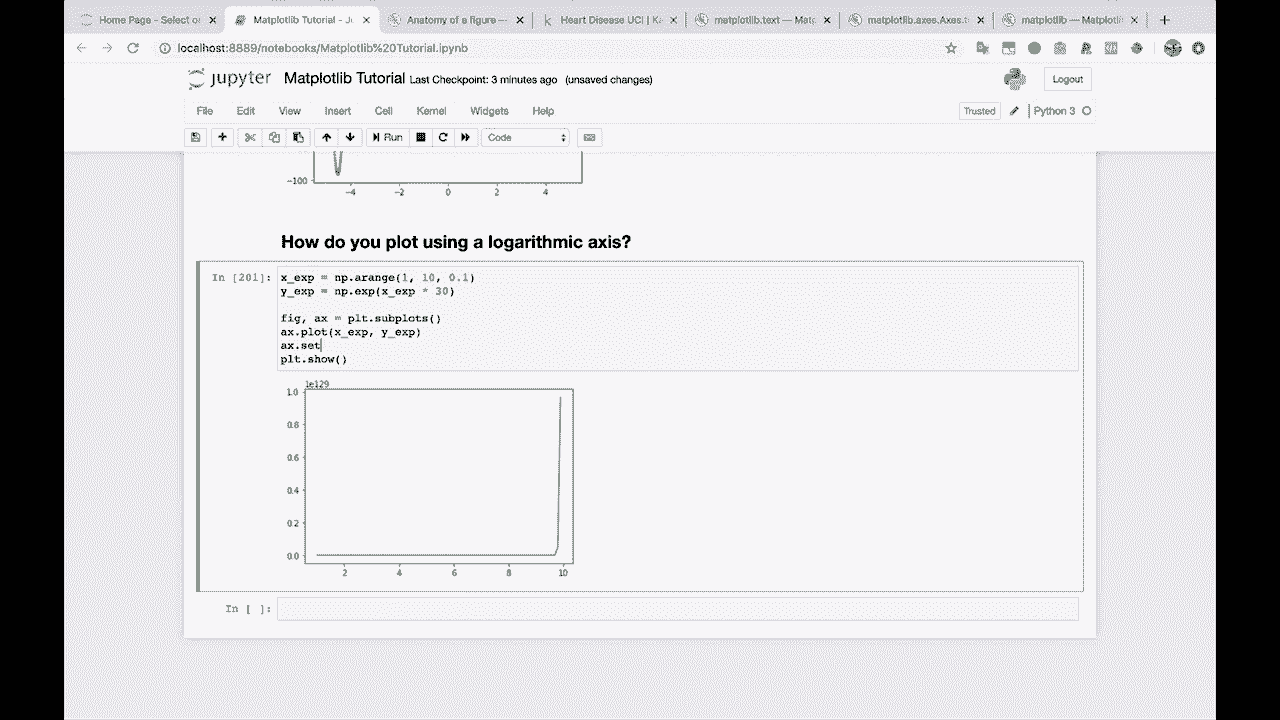 Home Page - Select o
Matplotlib Tutorial - Ju
Anatomy of a figure —
Heart Disease UCI | Ka
matplotlib.text — Matp
matplotlib.axes.Axes.t
matplotlib — Matplotli
localhost:8889/notebooks/Matplotlib%20Tutorial.ipynb
jupyter Matplotlib Tutorial Last Checkpoint: 3 minutes ago (unsaved changes)
Logout
File Edit View Insert Cell Kernel Widgets Help
Trusted
Python 3
Run
Code
−100
−4 −2 0 2 4
How do you plot using a logarithmic axis?
In [201]:
x_exp = np.arange(1, 10, 0.1)
y_exp = np.exp(x_exp * 30)
fig, ax = plt.subplots()
ax.plot(x_exp, y_exp)
ax.set
plt.show()
1e129
1.0
0.8
0.6
0.4
0.2
0.0
2 4 6 8 10
In [ ]: